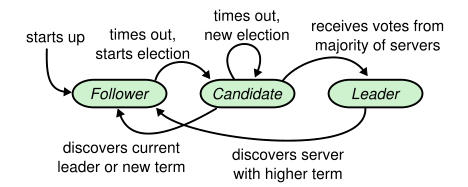 starts up
times out,
starts election
times out,
new election
receives votes from
majority of servers
Follower
Candidate
Leader
discovers current
leader or new term
discovers server
with higher term